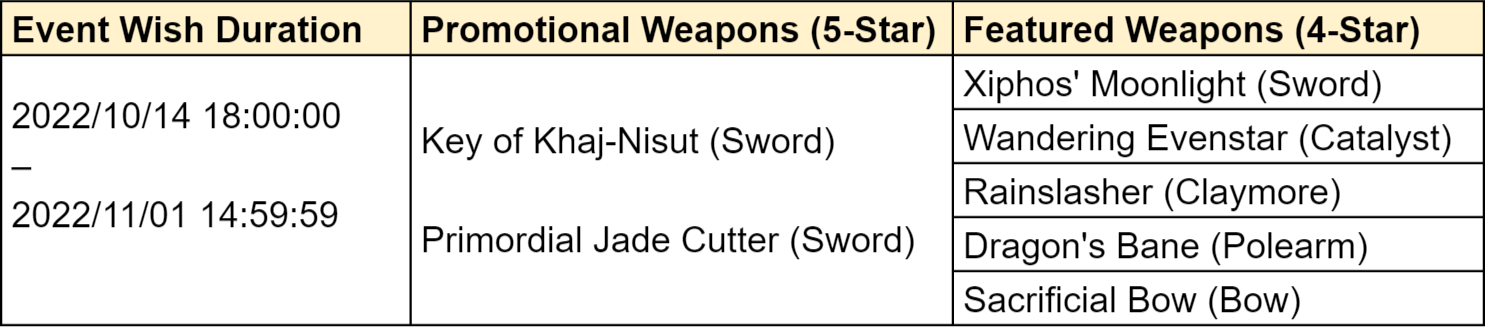 Event Wish Duration
Promotional Weapons (5-Star)
Featured Weapons (4-Star)
2022/10/14 18:00:00
–
2022/11/01 14:59:59
Key of Khaj-Nisut (Sword)
Primordial Jade Cutter (Sword)
Xiphos' Moonlight (Sword)
Wandering Evenstar (Catalyst)
Rainslasher (Claymore)
Dragon's Bane (Polearm)
Sacrificial Bow (Bow)